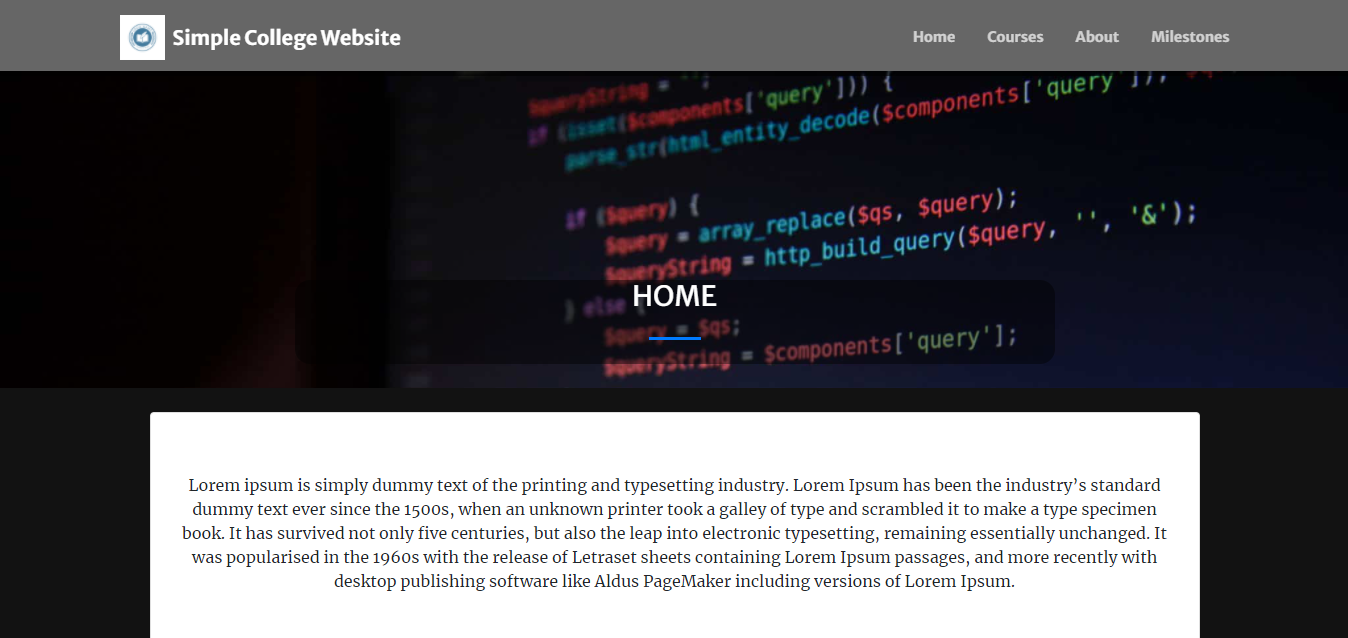 Simple College Website
Home Courses About Milestones
$queryString = '';
if (isset($components['query'])) {
parse_str(html_entity_decode($components['query']),
if ($query) {
$query = array_replace($qs, $query);
$queryString = http_build_query($query, '', '&');
} else {
HOME
$query = $qs;
$queryString = $components['query'];
Lorem ipsum is simply dummy text of the printing and typesetting industry. Lorem Ipsum has been the industry’s standard
dummy text ever since the 1500s, when an unknown printer took a galley of type and scrambled it to make a type specimen
book. It has survived not only five centuries, but also the leap into electronic typesetting, remaining essentially unchanged. It
was popularised in the 1960s with the release of Letraset sheets containing Lorem Ipsum passages, and more recently with
desktop publishing software like Aldus PageMaker including versions of Lorem Ipsum.